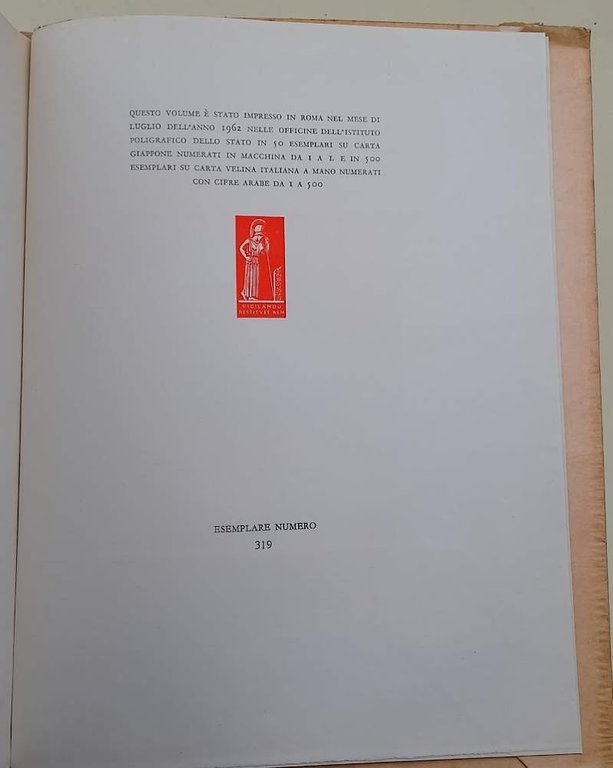 QUESTO VOLUME È STATO IMPRESSO IN ROMA NEL MESE DI
LUGLIO DELL'ANNO 1962 NELLE OFFICINE DELL'ISTITUTO
POLIGRAFICO DELLO STATO IN 50 ESEMPLARI SU CARTA
GIAPPONE NUMERATI IN MACCHINA DA I A L E IN 500
ESEMPLARI SU CARTA VELINA ITALIANA A MANO NUMERATI
CON CIFRE ARABE DA 1 A 500
VIGILANDO
RESTITVET REM
ESEMPLARE NUMERO
319